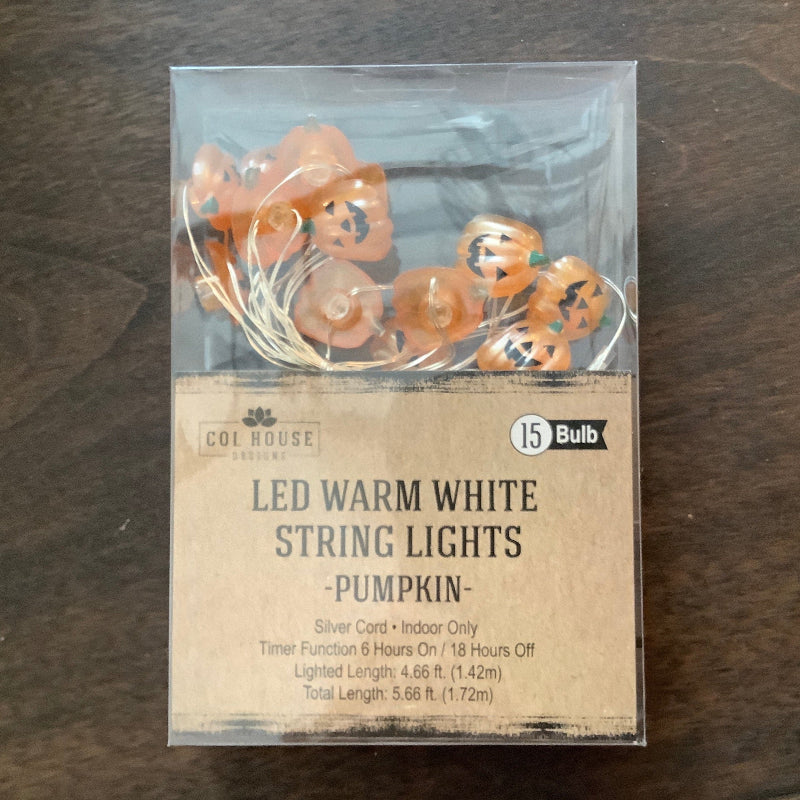 COL HOUSE
DESIGNS
15 Bulb
LED WARM WHITE
STRING LIGHTS
-PUMPKIN-
Silver Cord • Indoor Only
Timer Function 6 Hours On / 18 Hours Off
Lighted Length: 4.66 ft. (1.42m)
Total Length: 5.66 ft. (1.72m)